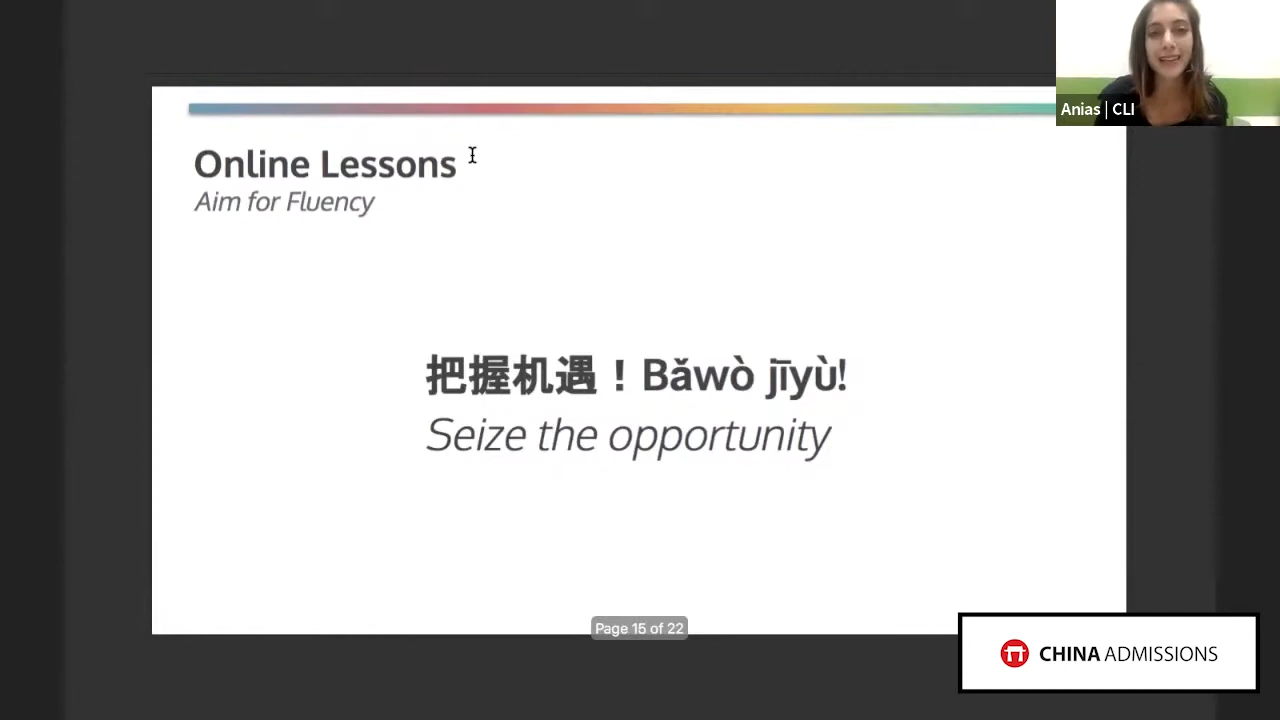 Anias | CLI
Online Lessons
Aim for Fluency
把握机遇！Bǎwò jīyù!
Seize the opportunity
Page 15 of 22
CHINA ADMISSIONS